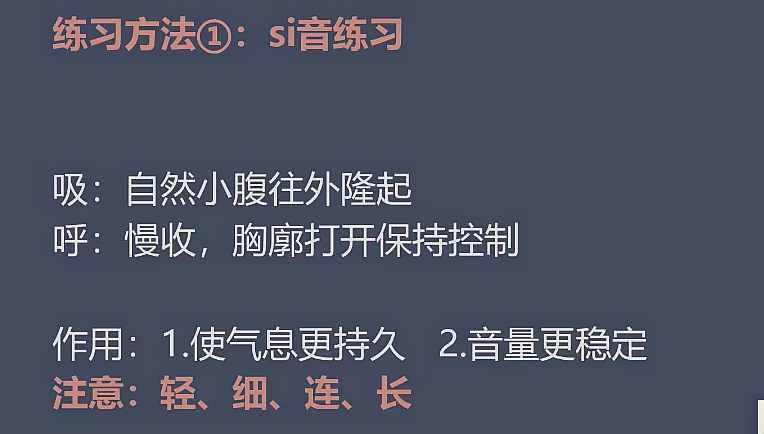 练习方法①：si音练习
吸：自然小腹往外隆起
呼：慢收，胸廓打开保持控制
作用：1.使气息更持久 2.音量更稳定
注意：轻、细、连、长